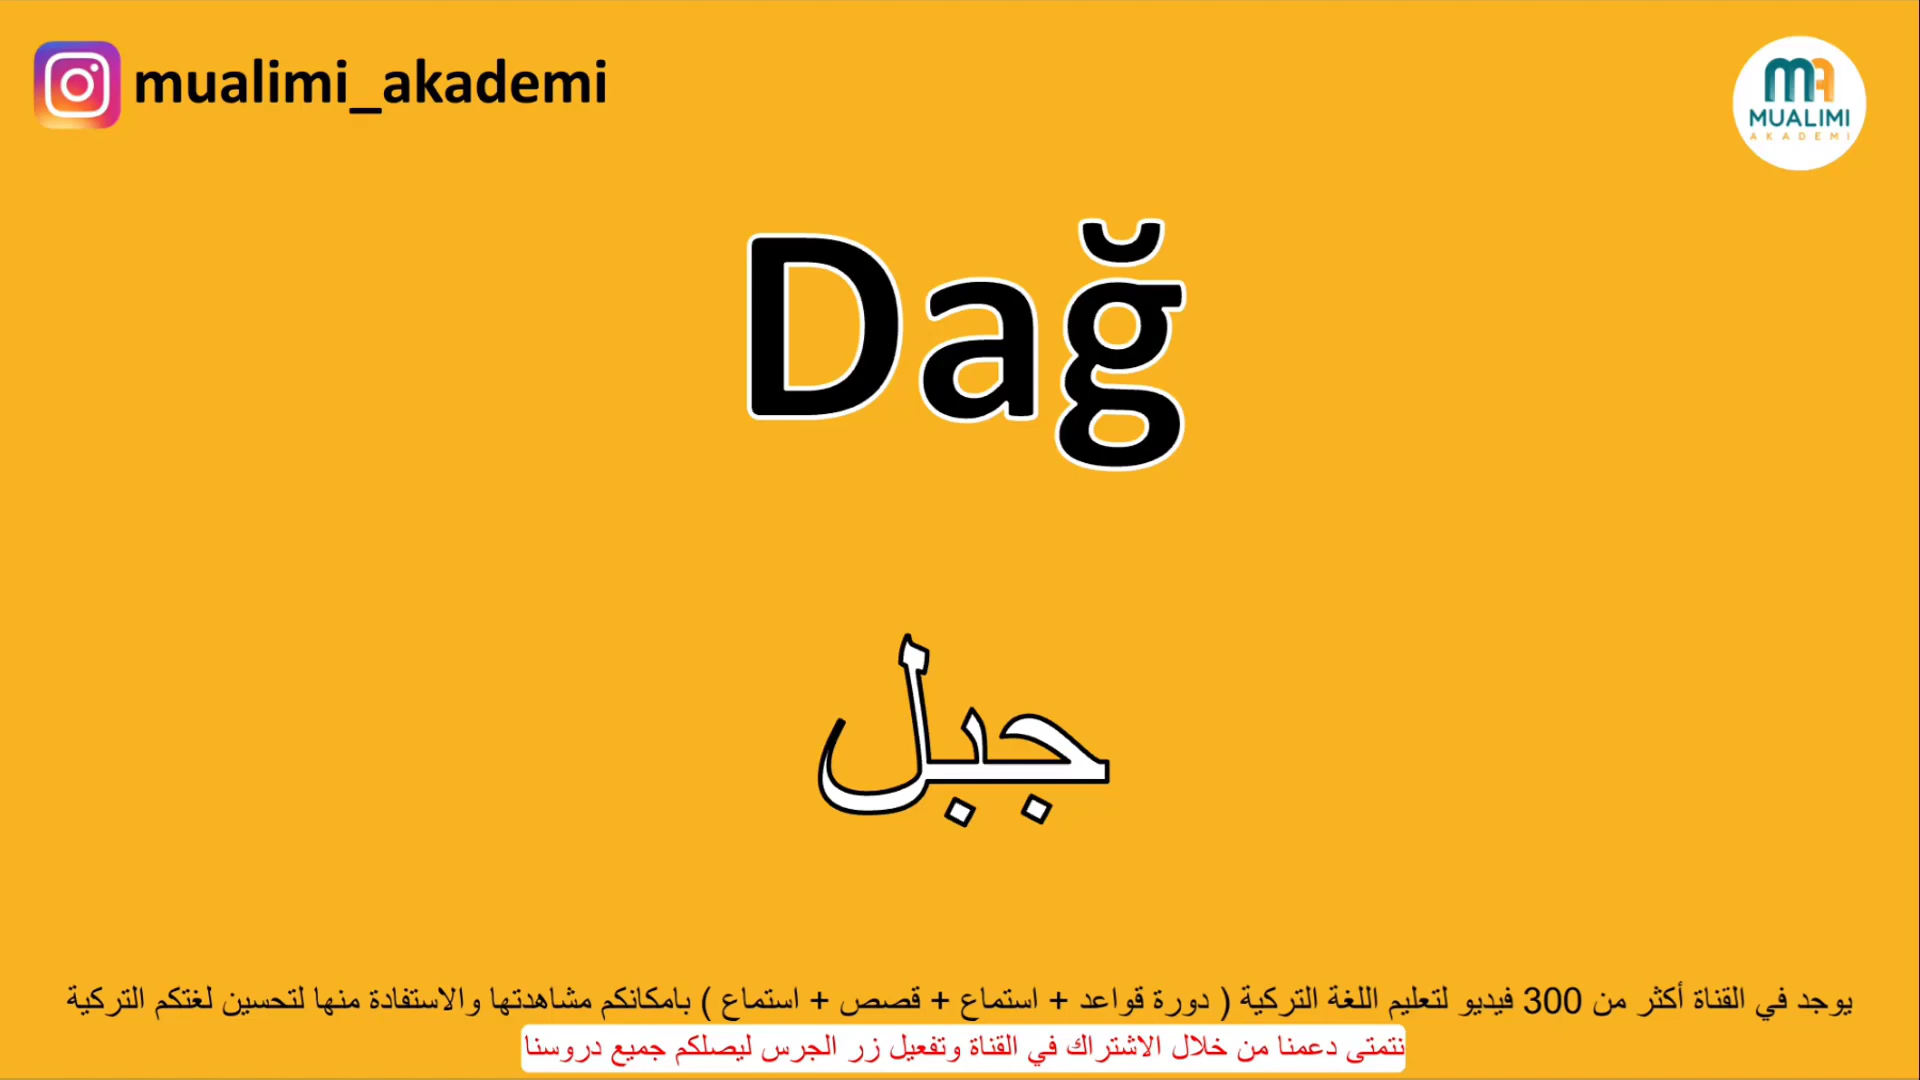 mualimi_akademi
MUALIMI
AKADEMI
Dağ
جبل
يوجد في القناة أكثر من 300 فيديو لتعليم اللغة التركية ( دورة قواعد + استماع + قصص + استماع ) بامكانكم مشاهدتها والاستفادة منها لتحسين لغتكم التركية
نتمتى دعمنا من خلال الاشتراك في القناة وتفعيل زر الجرس ليصلكم جميع دروسنا